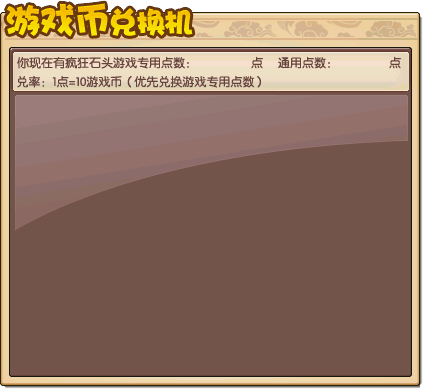 游戏币兑换机
你现在有疯狂石头游戏专用点数： 点 通用点数： 点
兑率：1点=10游戏币（优先兑换游戏专用点数）